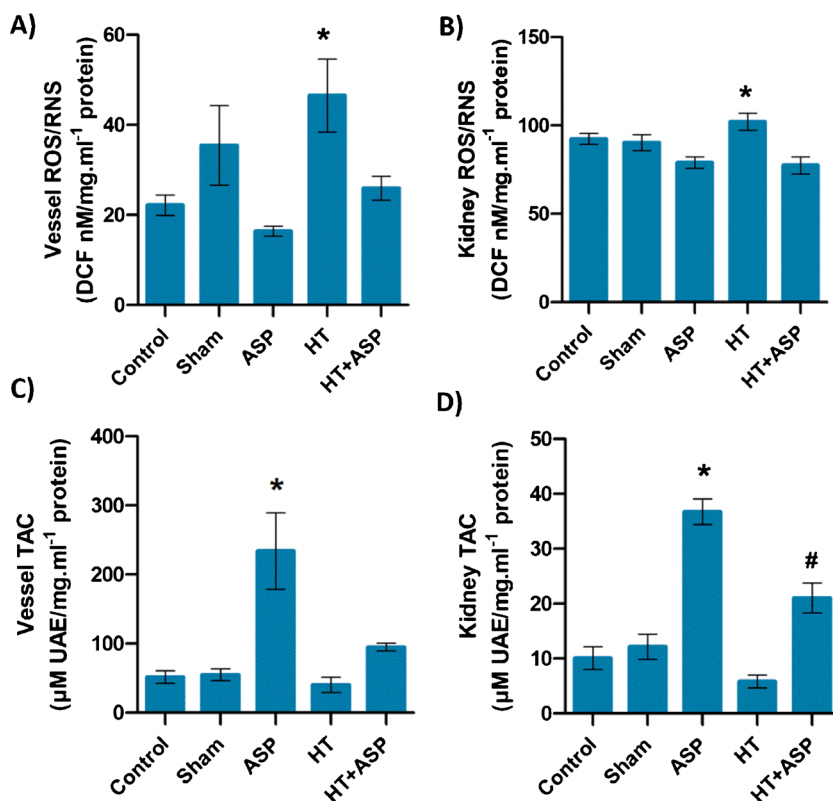 A)
Vessel ROS/RNS
(DCF nM/mg.ml⁻¹ protein)
60
40
20
0
*
Control
Sham
ASP
HT
HT+ASP
B)
Kidney ROS/RNS
(DCF nM/mg.ml⁻¹ protein)
150
100
50
0
*
Control
Sham
ASP
HT
HT+ASP
C)
Vessel TAC
(µM UAE/mg.ml⁻¹ protein)
400
300
200
100
0
*
Control
Sham
ASP
HT
HT+ASP
D)
Kidney TAC
(µM UAE/mg.ml⁻¹ protein)
50
40
30
20
10
0
*
#
Control
Sham
ASP
HT
HT+ASP